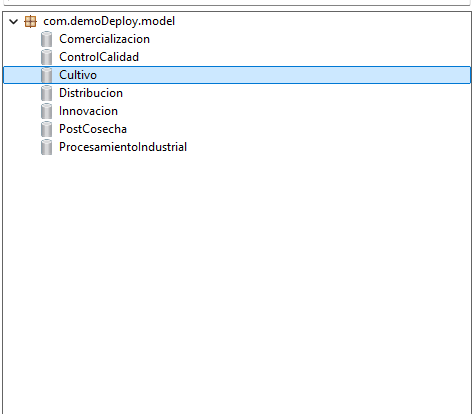 com.demoDeploy.model
Comercializacion
ControlCalidad
Cultivo
Distribucion
Innovacion
PostCosecha
ProcesamientoIndustrial